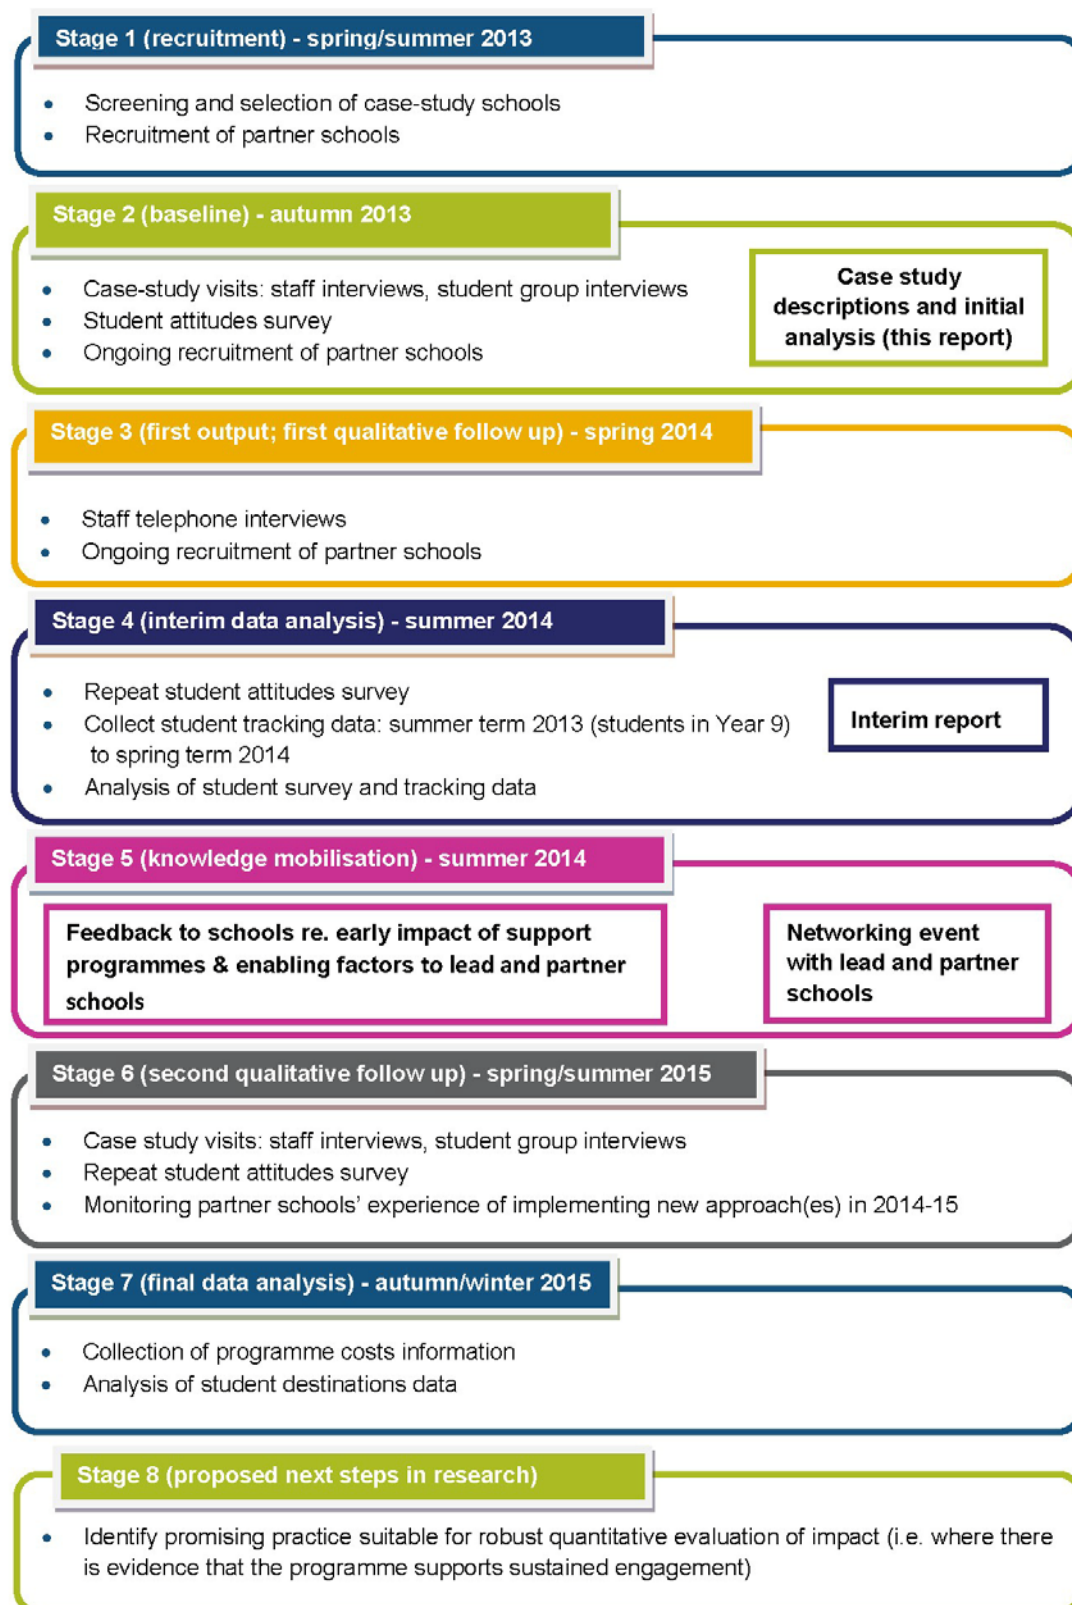 Stage 1 (recruitment) - spring/summer 2013
• Screening and selection of case-study schools
• Recruitment of partner schools
Stage 2 (baseline) - autumn 2013
• Case-study visits: staff interviews, student group interviews
• Student attitudes survey
• Ongoing recruitment of partner schools
Case study
descriptions and initial
analysis (this report)
Stage 3 (first output; first qualitative follow up) - spring 2014
• Staff telephone interviews
• Ongoing recruitment of partner schools
Stage 4 (interim data analysis) - summer 2014
• Repeat student attitudes survey
• Collect student tracking data: summer term 2013 (students in Year 9)
to spring term 2014
• Analysis of student survey and tracking data
Interim report
Stage 5 (knowledge mobilisation) - summer 2014
Feedback to schools re. early impact of support
programmes & enabling factors to lead and partner
schools
Networking event
with lead and partner
schools
Stage 6 (second qualitative follow up) - spring/summer 2015
• Case study visits: staff interviews, student group interviews
• Repeat student attitudes survey
• Monitoring partner schools’ experience of implementing new approach(es) in 2014-15
Stage 7 (final data analysis) - autumn/winter 2015
• Collection of programme costs information
• Analysis of student destinations data
Stage 8 (proposed next steps in research)
• Identify promising practice suitable for robust quantitative evaluation of impact (i.e. where there
is evidence that the programme supports sustained engagement)